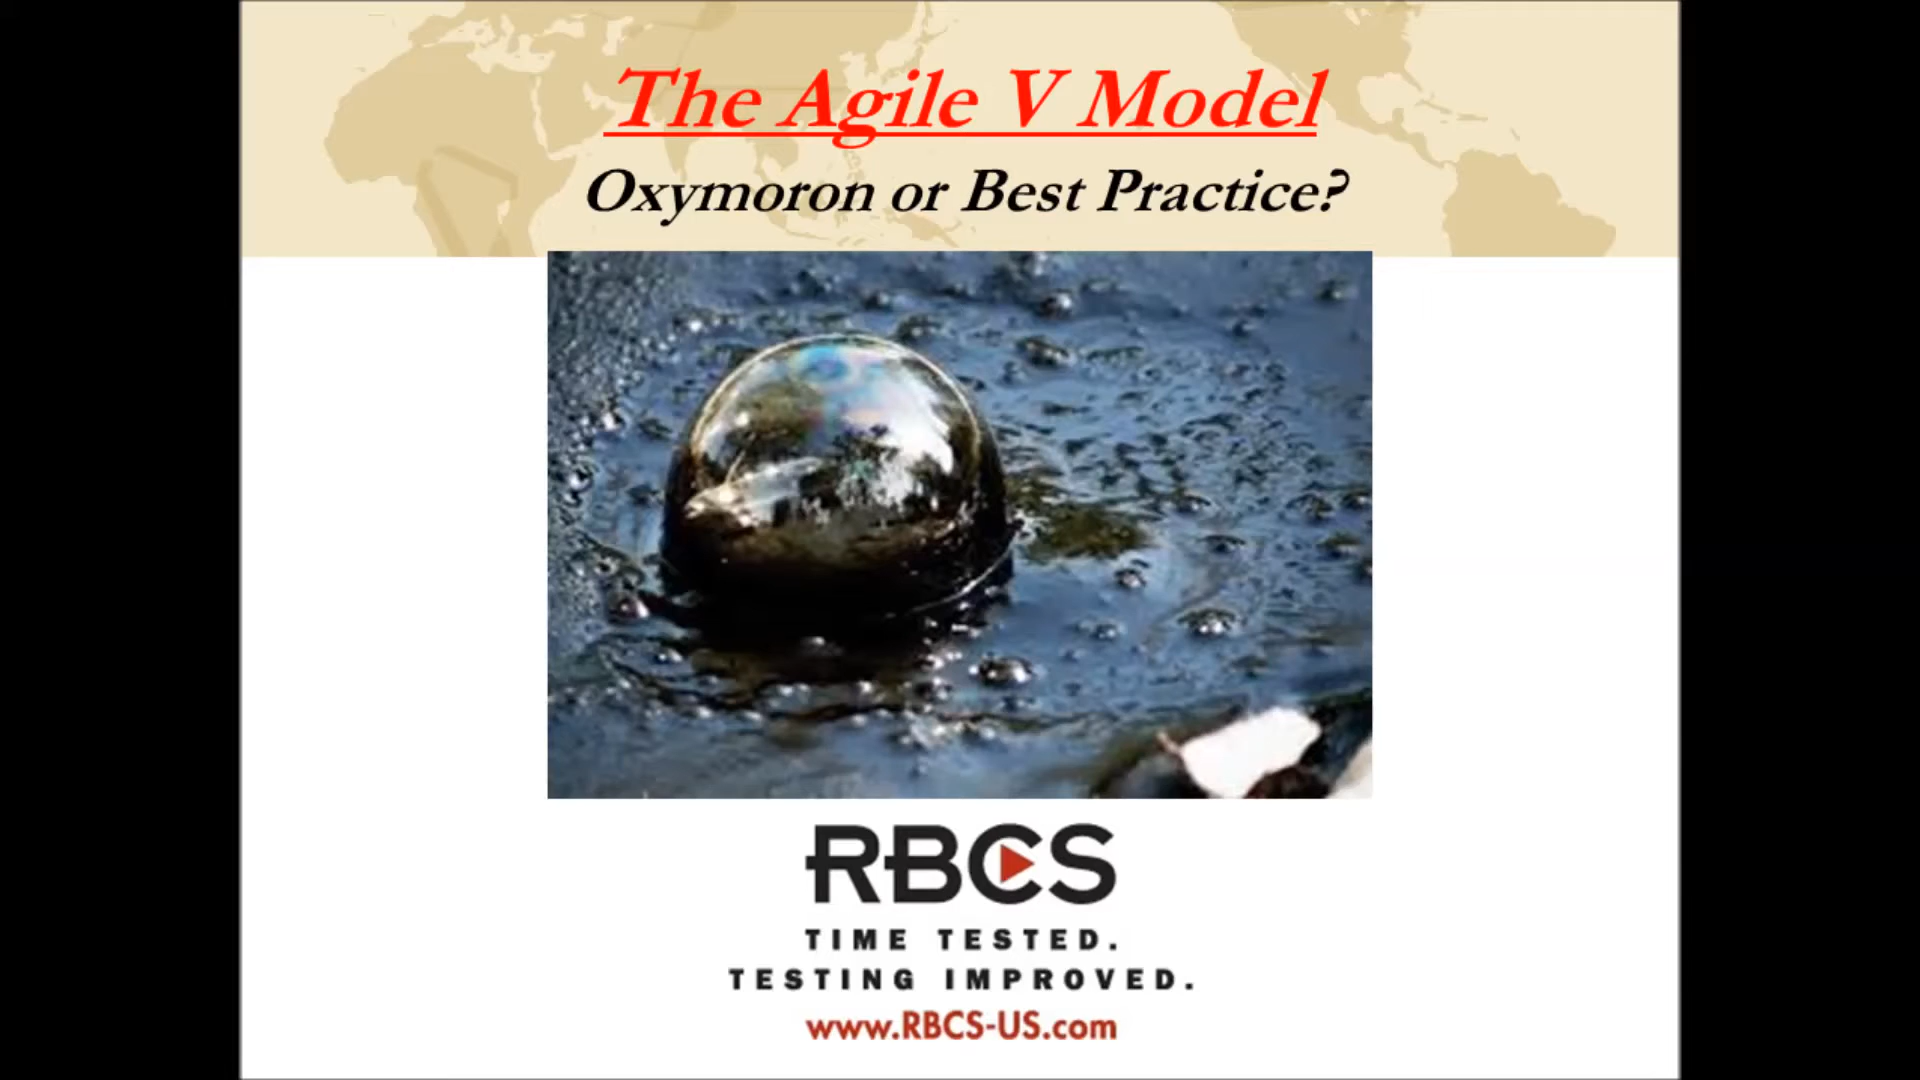 The Agile V Model
Oxymoron or Best Practice?
RBCS
TIME TESTED.
TESTING IMPROVED.
www.RBCS-US.com